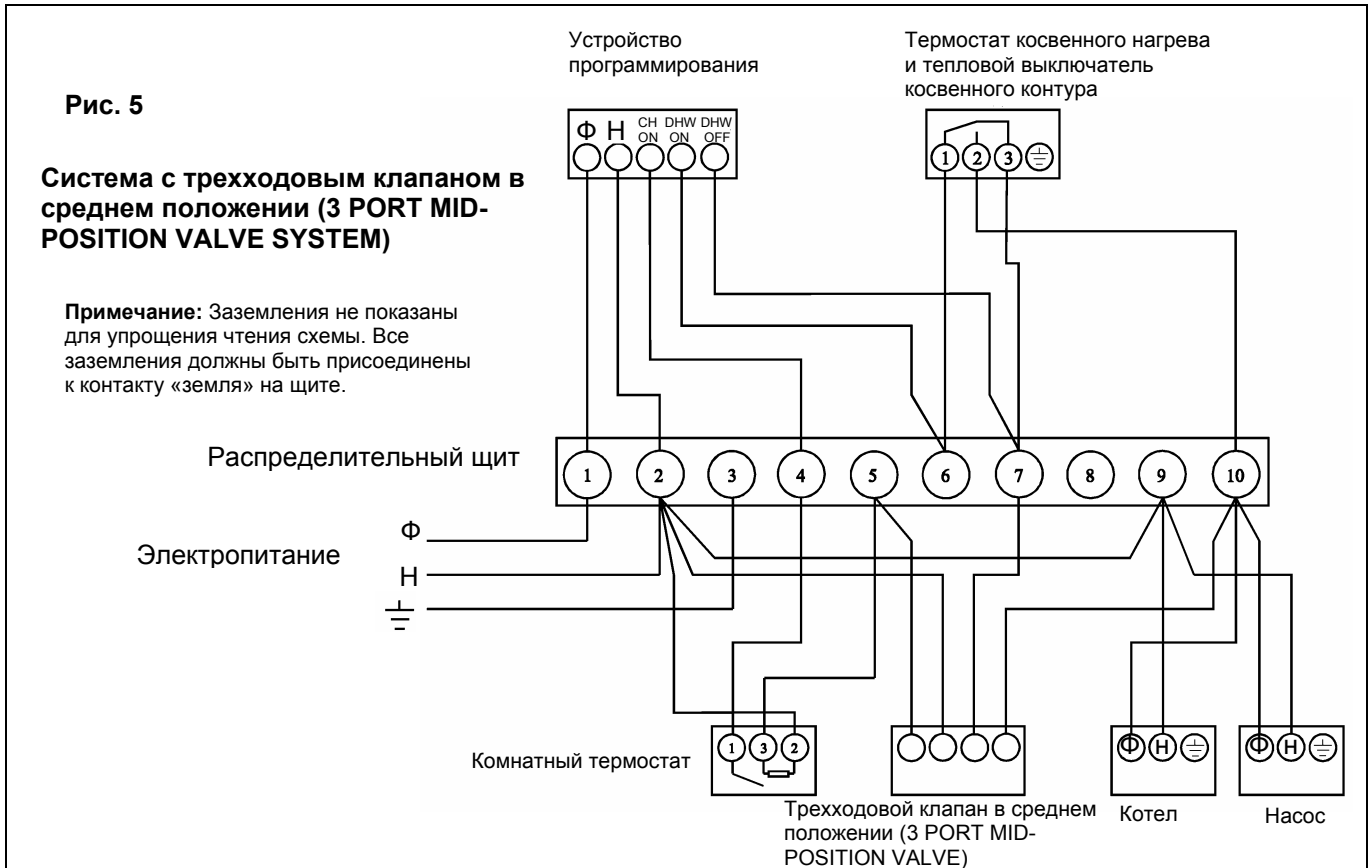 Устройство
программирования
Термостат косвенного нагрева
и тепловой выключатель
косвенного контура
Рис. 5
Ф Н CH ON DHW ON DHW OFF
1 2 3
Система с трехходовым клапаном в
среднем положении (3 PORT MID-
POSITION VALVE SYSTEM)
Примечание: Заземления не показаны
для упрощения чтения схемы. Все
заземления должны быть присоединены
к контакту «земля» на щите.
Распределительный щит
1 2 3 4 5 6 7 8 9 10
Электропитание
Ф
Н
Комнатный термостат
1 3 2
Трехходовой клапан в среднем
положении (3 PORT MID-
POSITION VALVE)
Ф Н
Котел
Ф Н
Насос